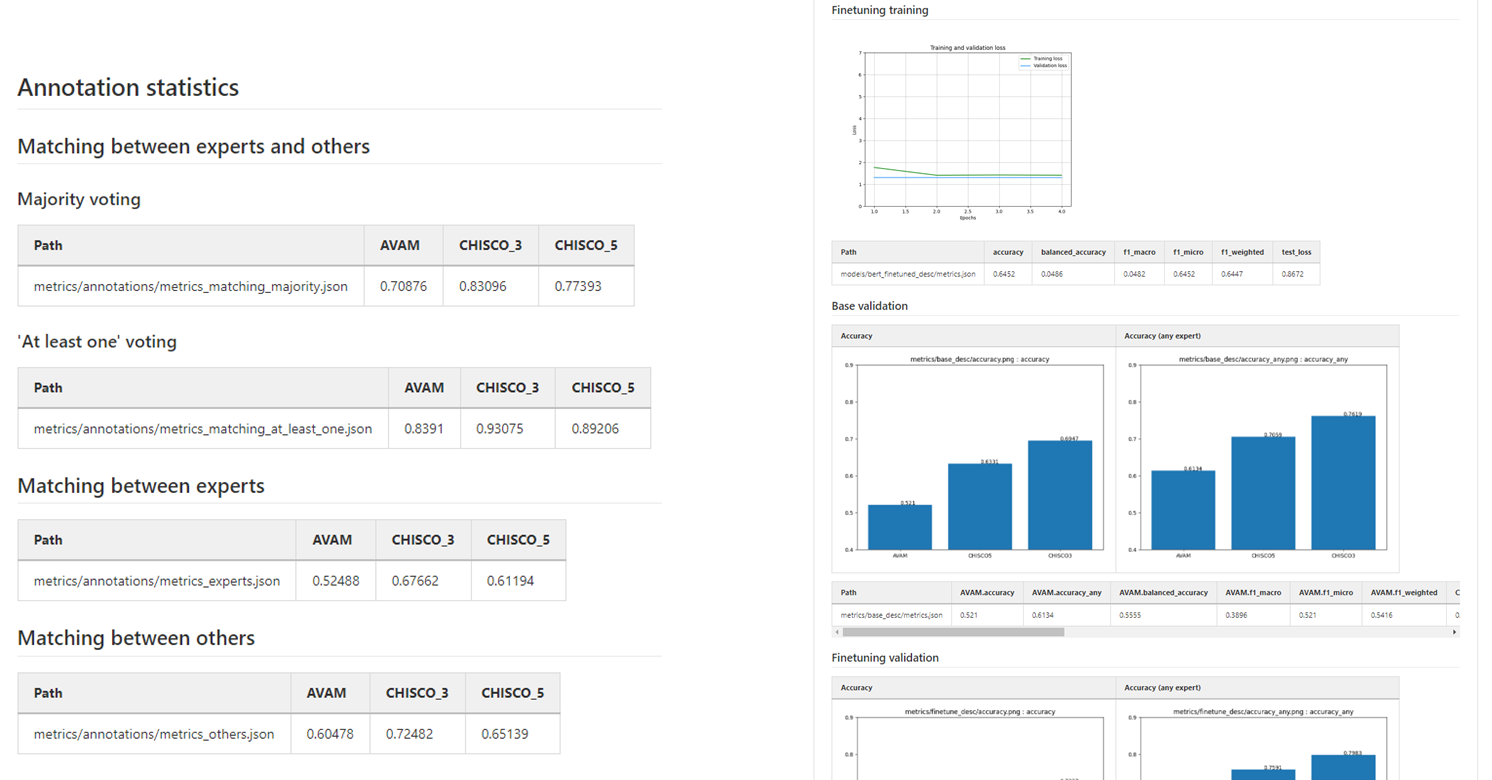 Annotation statistics
Matching between experts and others
Majority voting
Path AVAM CHISCO_3 CHISCO_5
metrics/annotations/metrics_matching_majority.json 0.70876 0.83096 0.77393
'At least one' voting
Path AVAM CHISCO_3 CHISCO_5
metrics/annotations/metrics_matching_at_least_one.json 0.8391 0.93075 0.89206
Matching between experts
Path AVAM CHISCO_3 CHISCO_5
metrics/annotations/metrics_experts.json 0.52488 0.67662 0.61194
Matching between others
Path AVAM CHISCO_3 CHISCO_5
metrics/annotations/metrics_others.json 0.60478 0.72482 0.65139
Finetuning training
Training and validation loss
Training loss
Validation loss
7
6
5
4
3
2
1
0
Loss
1.0 1.5 2.0 2.5 3.0 3.5 4.0
Epochs
Path accuracy balanced_accuracy f1_macro f1_micro f1_weighted test_loss
models/bert_finetuned_desc/metrics.json 0.6452 0.0486 0.0482 0.6452 0.6447 0.8672
Base validation
Accuracy Accuracy (any expert)
metrics/base_desc/accuracy.png : accuracy
0.9
0.8
0.7
0.6
0.5
0.4
0.521 0.6331 0.6947
AVAM CHISCO5 CHISCO3
metrics/base_desc/accuracy_any.png : accuracy_any
0.9
0.8
0.7
0.6
0.5
0.4
0.6134 0.7059 0.7619
AVAM CHISCO5 CHISCO3
Path AVAM.accuracy AVAM.accuracy_any AVAM.balanced_accuracy AVAM.f1_macro AVAM.f1_micro AVAM.f1_weighted C
metrics/base_desc/metrics.json 0.521 0.6134 0.5555 0.3896 0.521 0.5416 0.
Finetuning validation
Accuracy Accuracy (any expert)
metrics/finetune_desc/accuracy.png : accuracy
0.9
0.8
metrics/finetune_desc/accuracy_any.png : accuracy_any
0.9
0.8
0.7591 0.7983